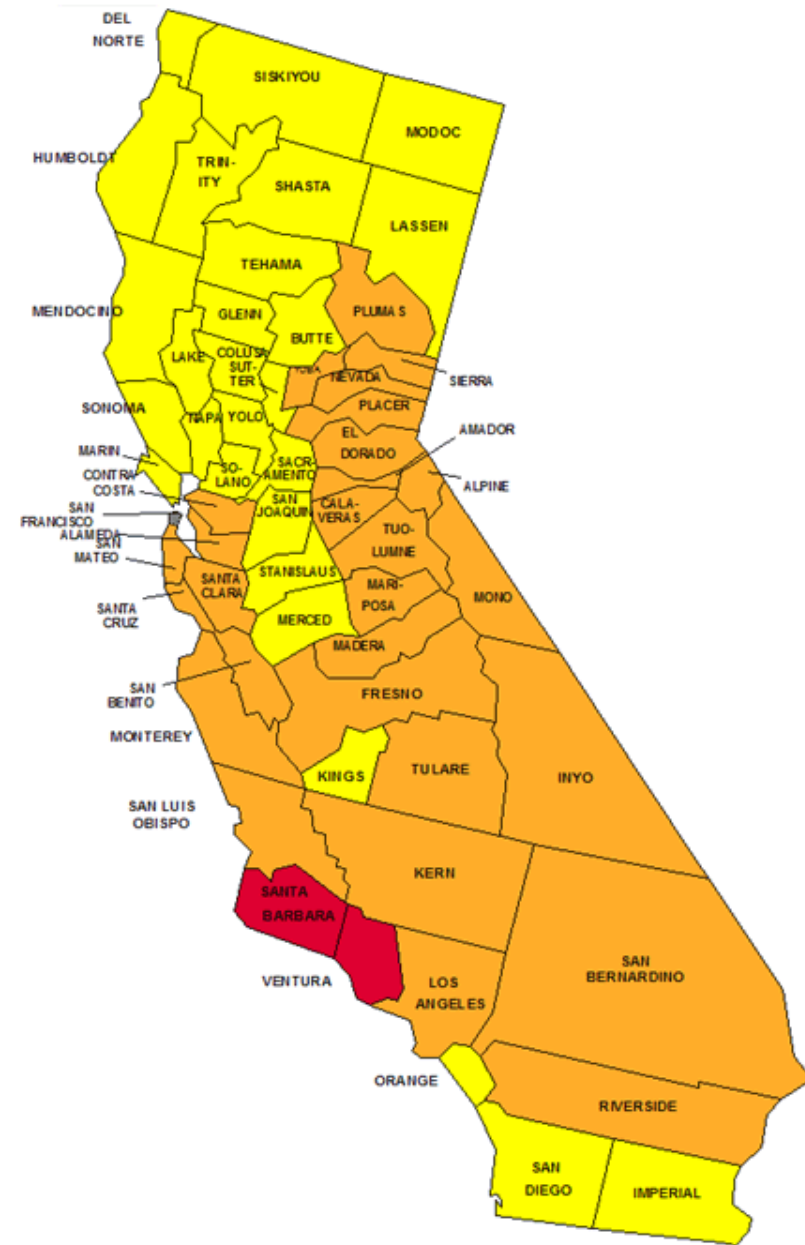 DEL
NORTE
SISKIYOU
MODOC
HUMBOLDT
TRIN-
ITY
SHASTA
LASSEN
TEHAMA
MENDOCINO
GLENN
PLUMAS
BUTTE
LAKE
COLUSA
SUT-
TER
YUBA
NEVADA
SIERRA
SONOMA
NAPA
YOLO
PLACER
AMADOR
EL
DORADO
MARIN
SO-
LANO
SACR-
AMENTO
ALPINE
CONTRA
COSTA
SAN
FRANCISCO
SAN
JOAQUIN
CALA-
VERAS
TUO-
LUMNE
ALAMEDA
SAN
MATEO
SANTA
CLARA
STANISLAUS
MARI-
POSA
MONO
SANTA
CRUZ
MERCED
MADERA
SAN
BENITO
FRESNO
MONTEREY
KINGS
TULARE
INYO
SAN LUIS
OBISPO
KERN
SANTA
BARBARA
SAN
BERNARDINO
VENTURA
LOS
ANGELES
ORANGE
RIVERSIDE
SAN
DIEGO
IMPERIAL